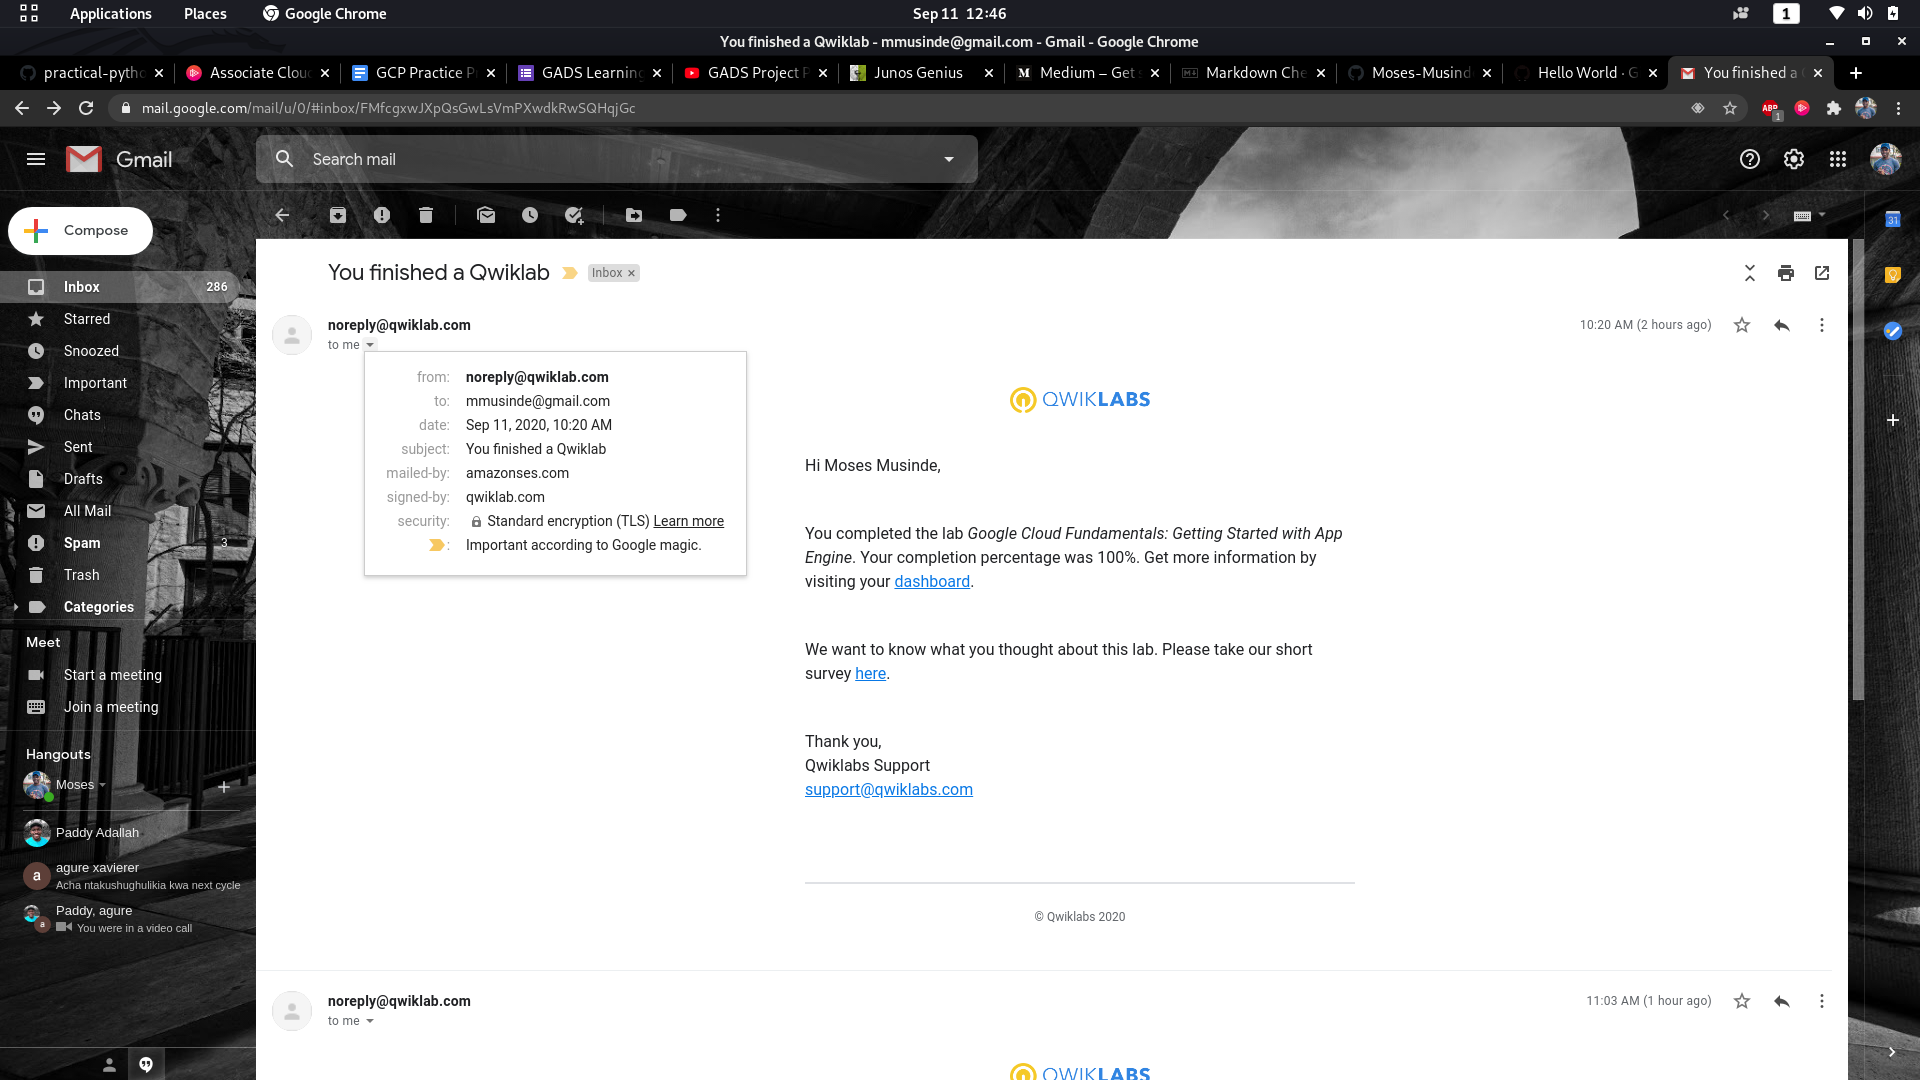 Applications Places Google Chrome Sep 11 12:46 1
You finished a Qwiklab - mmusinde@gmail.com - Gmail - Google Chrome
practical-pytho Associate Clou GCP Practice P GADS Learning GADS Project P Junos Genius Medium – Get s Markdown Che Moses-Musind Hello World · G You finished a
mail.google.com/mail/u/0/#inbox/FMfcgxwJXpQsGwLsVmPXwdkRwSQHqjGc ABP 1
Gmail Search mail
Compose
31
You finished a Qwiklab Inbox ×
Inbox 286
Starred
Snoozed
Important
Chats
Sent
Drafts
All Mail
Spam 3
Trash
Categories
Meet
Start a meeting
Join a meeting
Hangouts
Moses
Paddy Adallah
a agure xavierer
Acha ntakushughulikia kwa next cycle
Paddy, agure
a You were in a video call
noreply@qwiklab.com 10:20 AM (2 hours ago)
to me
from: noreply@qwiklab.com
to: mmusinde@gmail.com
date: Sep 11, 2020, 10:20 AM
subject: You finished a Qwiklab
mailed-by: amazonses.com
signed-by: qwiklab.com
security: Standard encryption (TLS) Learn more
: Important according to Google magic.
QWIKLABS
Hi Moses Musinde,
You completed the lab Google Cloud Fundamentals: Getting Started with App
Engine. Your completion percentage was 100%. Get more information by
visiting your dashboard.
We want to know what you thought about this lab. Please take our short
survey here.
Thank you,
Qwiklabs Support
support@qwiklabs.com
© Qwiklabs 2020
noreply@qwiklab.com 11:03 AM (1 hour ago)
to me
QWIKLABS